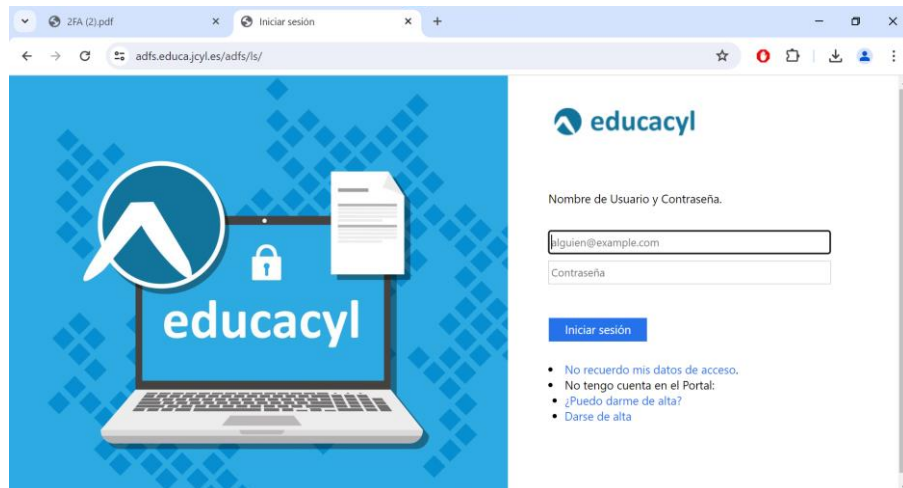 2FA (2).pdf
Iniciar sesión
adfs.educa.jcyl.es/adfs/ls/
educacyl
educacyl
Nombre de Usuario y Contraseña.
alguien@example.com
Contraseña
Iniciar sesión
No recuerdo mis datos de acceso.
No tengo cuenta en el Portal:
¿Puedo darme de alta?
Darse de alta